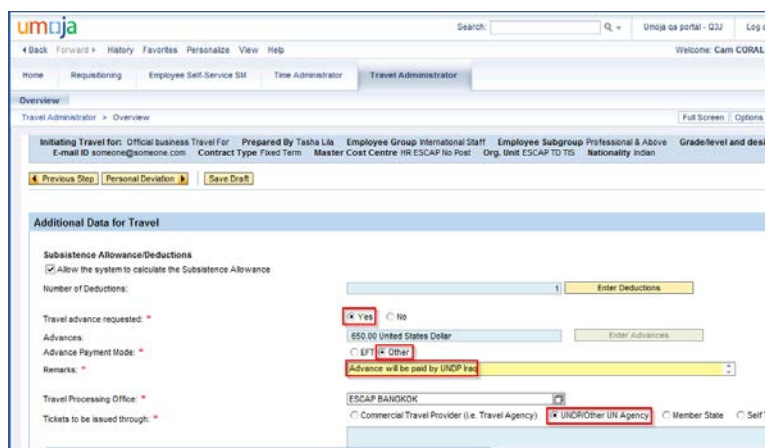 umoja
Search:
Umoja qa portal - Q3J
Log
Back Forward History Favorites Personalize View Help
Welcome: Cam CORAL
Home Requisitioning Employee Self-Service SM Time Administrator Travel Administrator
Overview
Travel Administrator > Overview
Full Screen Options
Initiating Travel for: Official business Travel For Prepared By Tasha Lila Employee Group International Staff Employee Subgroup Professional & Above Grade/level and desi
E-mail ID someone@someone.com Contract Type Fixed Term Master Cost Centre HR ESCAP No Post Org. Unit ESCAP TD TIS Nationality Indian
Previous Step Personal Deviation Save Draft
Additional Data for Travel
Subsistence Allowance/Deductions
Allow the system to calculate the Subsistence Allowance
Number of Deductions: 1 Enter Deductions
Travel advance requested: * Yes No
Advances: 650.00 United States Dollar Enter Advances
Advance Payment Mode: * EFT Other
Remarks: * Advance will be paid by UNDP Iraq
Travel Processing Office: * ESCAP BANGKOK
Tickets to be issued through: * Commercial Travel Provider (i.e. Travel Agency) UNDP/Other UN Agency Member State Self